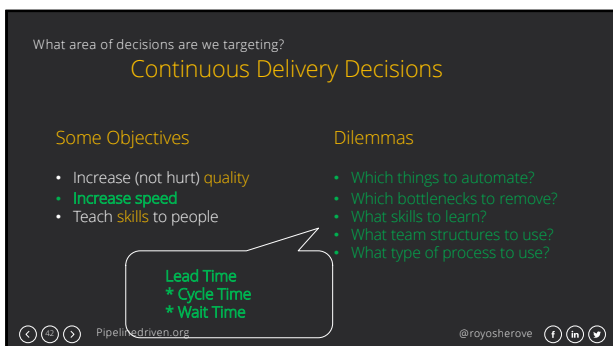 What area of decisions are we targeting?
Continuous Delivery Decisions
Some Objectives
• Increase (not hurt) quality
• Increase speed
• Teach skills to people
Dilemmas
• Which things to automate?
• Which bottlenecks to remove?
• What skills to learn?
• What team structures to use?
• What type of process to use?
Lead Time
* Cycle Time
* Wait Time
42
Pipelinedriven.org
@royosherove
f
in